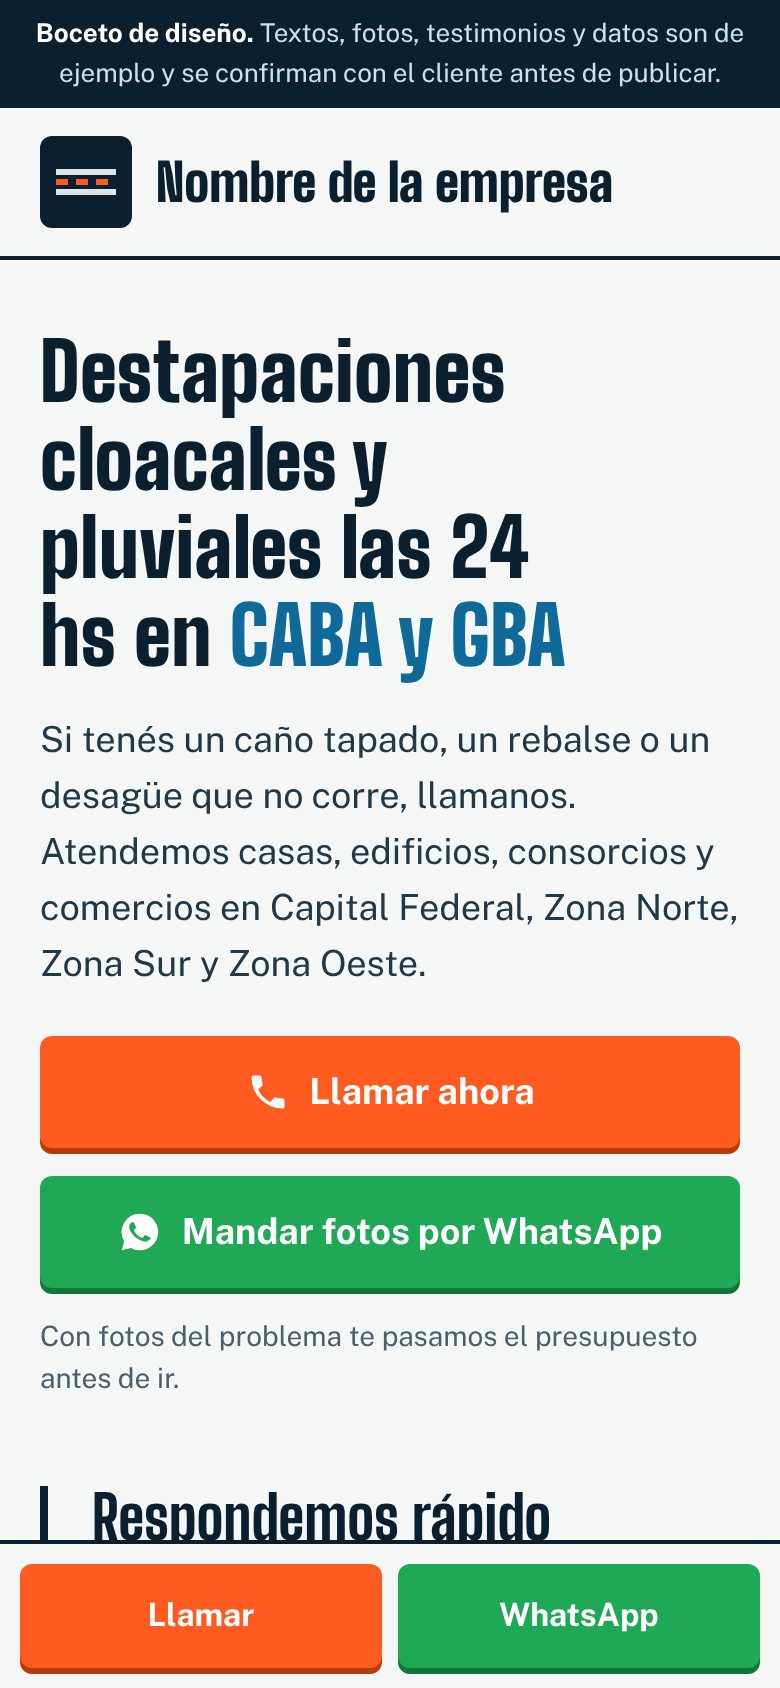 Boceto de diseño. Textos, fotos, testimonios y datos son de
ejemplo y se confirman con el cliente antes de publicar.
Nombre de la empresa
Destapaciones
cloacales y
pluviales las 24
hs en CABA y GBA
Si tenés un caño tapado, un rebalse o un
desagüe que no corre, llamanos.
Atendemos casas, edificios, consorcios y
comercios en Capital Federal, Zona Norte,
Zona Sur y Zona Oeste.
Llamar ahora
Mandar fotos por WhatsApp
Con fotos del problema te pasamos el presupuesto
antes de ir.
Respondemos rápido
Llamar
WhatsApp